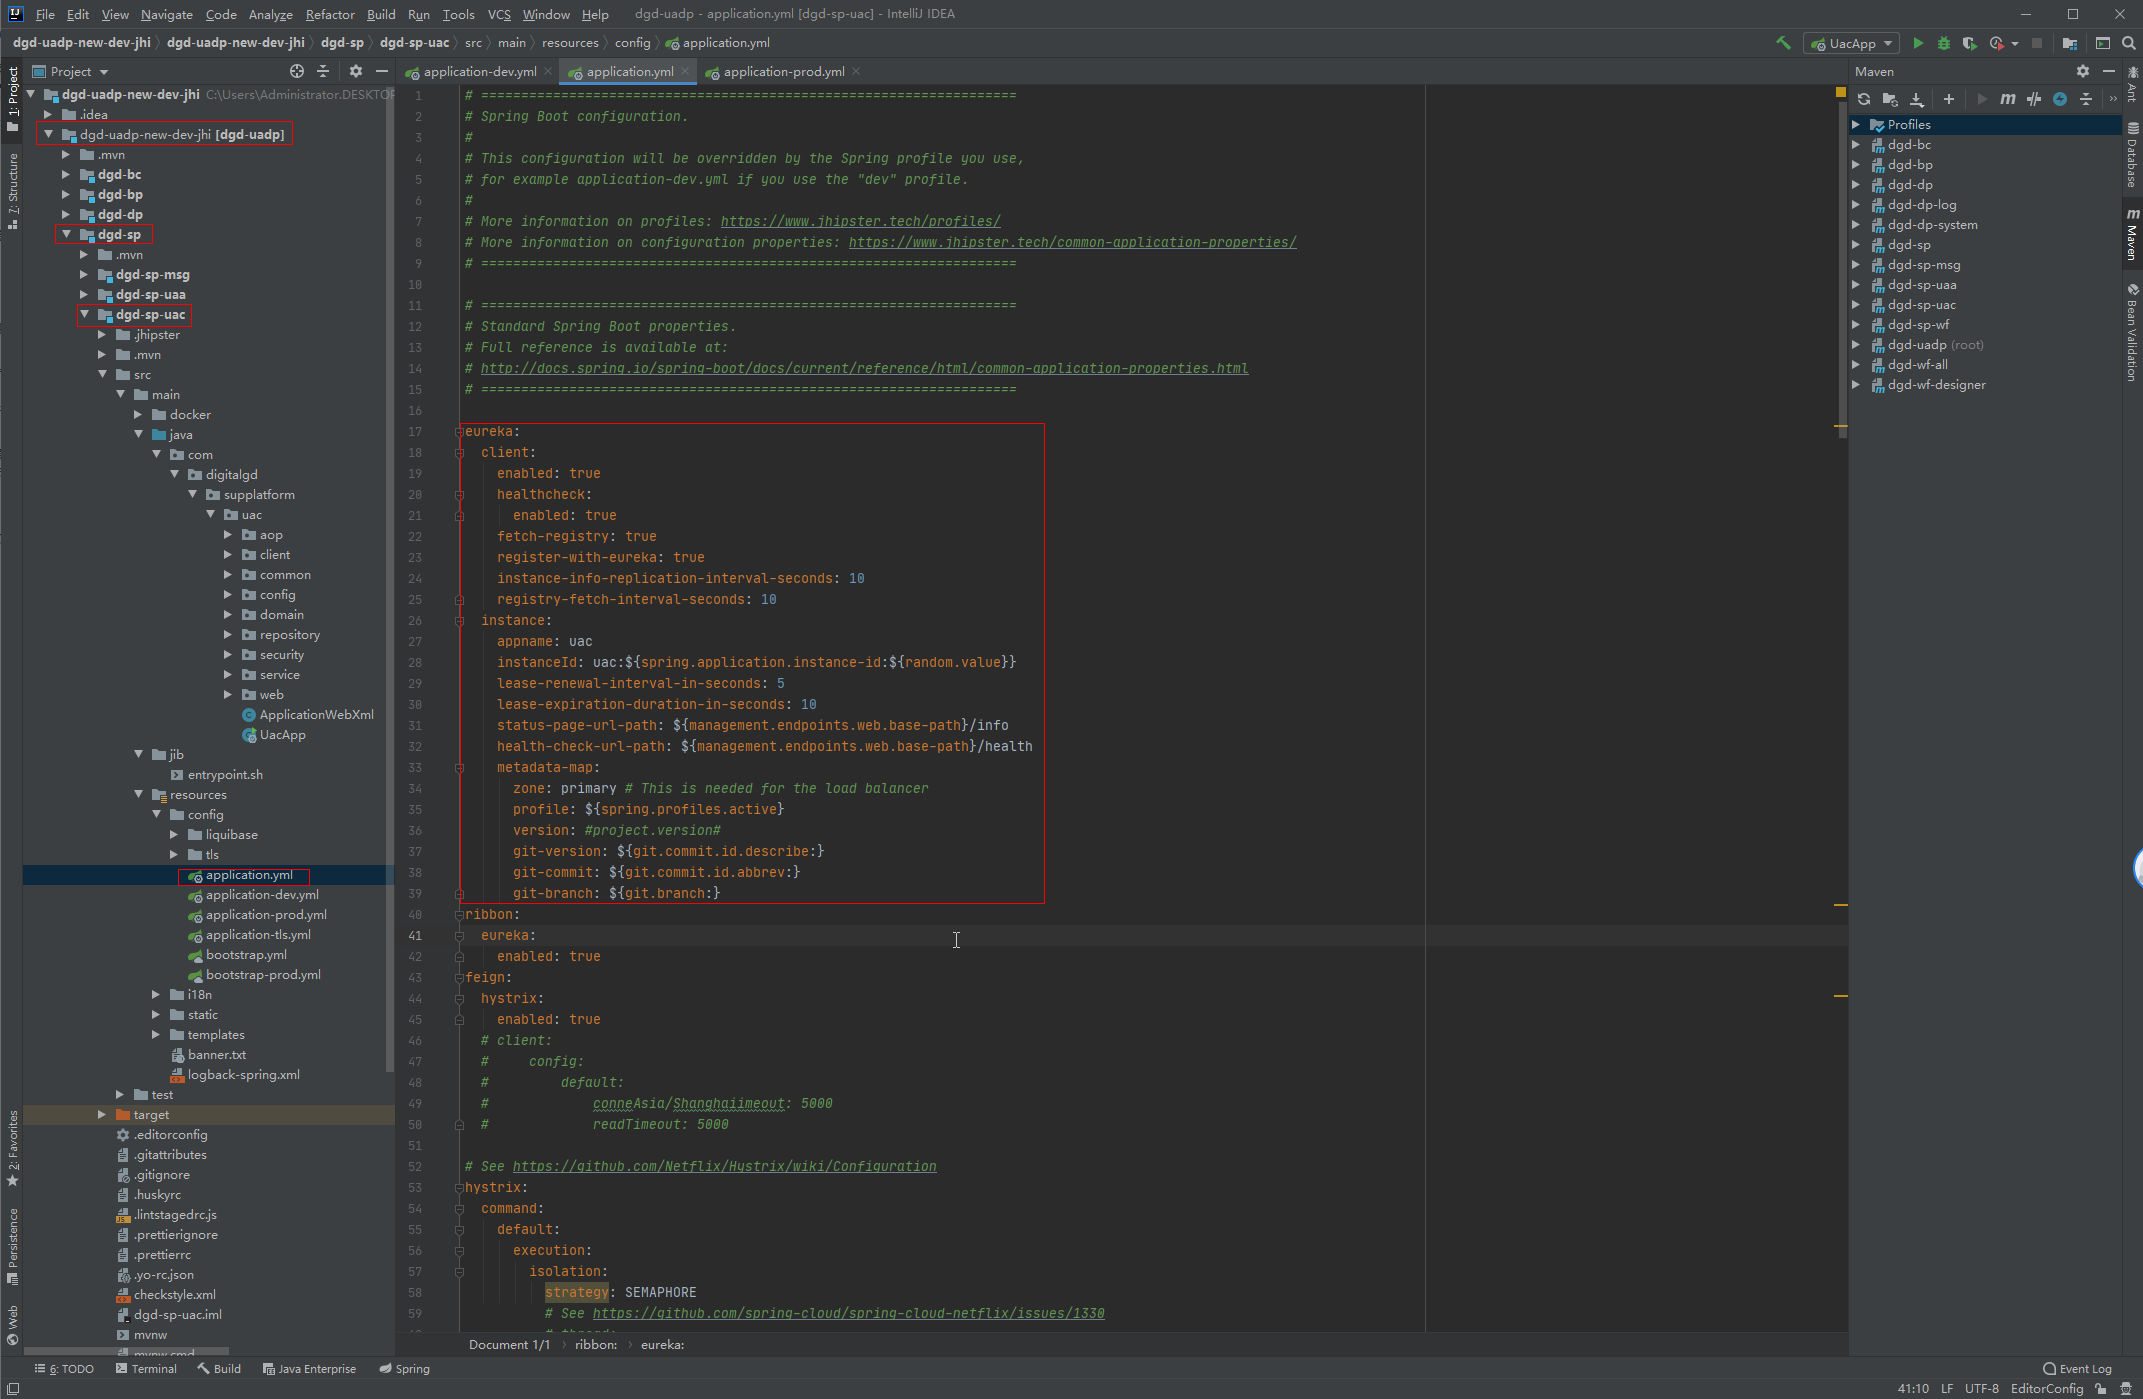 File Edit View Navigate Code Analyze Refactor Build Run Tools VCS Window Help dgd-uadp - application.yml [dgd-sp-uac] - IntelliJ IDEA
dgd-uadp-new-dev-jhi dgd-uadp-new-dev-jhi dgd-sp dgd-sp-uac src main resources config application.yml UacApp
Project
application-dev.yml application.yml application-prod.yml
Maven
1: Project
7: Structure
2: Favorites
Persistence
Web
dgd-uadp-new-dev-jhi C:\Users\Administrator.DESKTOP
.idea
dgd-uadp-new-dev-jhi [dgd-uadp]
.mvn
dgd-bc
dgd-bp
dgd-dp
dgd-sp
.mvn
dgd-sp-msg
dgd-sp-uaa
dgd-sp-uac
.jhipster
.mvn
src
main
docker
java
com
digitalgd
supplatform
uac
aop
client
common
config
domain
repository
security
service
web
ApplicationWebXml
UacApp
jib
entrypoint.sh
resources
config
liquibase
tls
application.yml
application-dev.yml
application-prod.yml
application-tls.yml
bootstrap.yml
bootstrap-prod.yml
i18n
static
templates
banner.txt
logback-spring.xml
test
target
.editorconfig
.gitattributes
.gitignore
.huskyrc
.lintstagedrc.js
.prettierignore
.prettierrc
.yo-rc.json
checkstyle.xml
dgd-sp-uac.iml
mvnw
mvnw.cmd
1 # ===================================================================
2 # Spring Boot configuration.
3 #
4 # This configuration will be overridden by the Spring profile you use,
5 # for example application-dev.yml if you use the "dev" profile.
6 #
7 # More information on profiles: https://www.jhipster.tech/profiles/
8 # More information on configuration properties: https://www.jhipster.tech/common-application-properties/
9 # ===================================================================
10
11 # ===================================================================
12 # Standard Spring Boot properties.
13 # Full reference is available at:
14 # http://docs.spring.io/spring-boot/docs/current/reference/html/common-application-properties.html
15 # ===================================================================
16
17 eureka:
18 client:
19 enabled: true
20 healthcheck:
21 enabled: true
22 fetch-registry: true
23 register-with-eureka: true
24 instance-info-replication-interval-seconds: 10
25 registry-fetch-interval-seconds: 10
26 instance:
27 appname: uac
28 instanceId: uac:${spring.application.instance-id:${random.value}}
29 lease-renewal-interval-in-seconds: 5
30 lease-expiration-duration-in-seconds: 10
31 status-page-url-path: ${management.endpoints.web.base-path}/info
32 health-check-url-path: ${management.endpoints.web.base-path}/health
33 metadata-map:
34 zone: primary # This is needed for the load balancer
35 profile: ${spring.profiles.active}
36 version: #project.version#
37 git-version: ${git.commit.id.describe:}
38 git-commit: ${git.commit.id.abbrev:}
39 git-branch: ${git.branch:}
40 ribbon:
41 eureka:
42 enabled: true
43 feign:
44 hystrix:
45 enabled: true
46 # client:
47 # config:
48 # default:
49 # conneAsia/Shanghaiimeout: 5000
50 # readTimeout: 5000
51
52 # See https://github.com/Netflix/Hystrix/wiki/Configuration
53 hystrix:
54 command:
55 default:
56 execution:
57 isolation:
58 strategy: SEMAPHORE
59 # See https://github.com/spring-cloud/spring-cloud-netflix/issues/1330
Document 1/1 ribbon: eureka:
Profiles
dgd-bc
dgd-bp
dgd-dp
dgd-dp-log
dgd-dp-system
dgd-sp
dgd-sp-msg
dgd-sp-uaa
dgd-sp-uac
dgd-sp-wf
dgd-uadp (root)
dgd-wf-all
dgd-wf-designer
Ant
Database
Maven
Bean Validation
6: TODO Terminal Build Java Enterprise Spring Event Log
41:10 LF UTF-8 EditorConfig